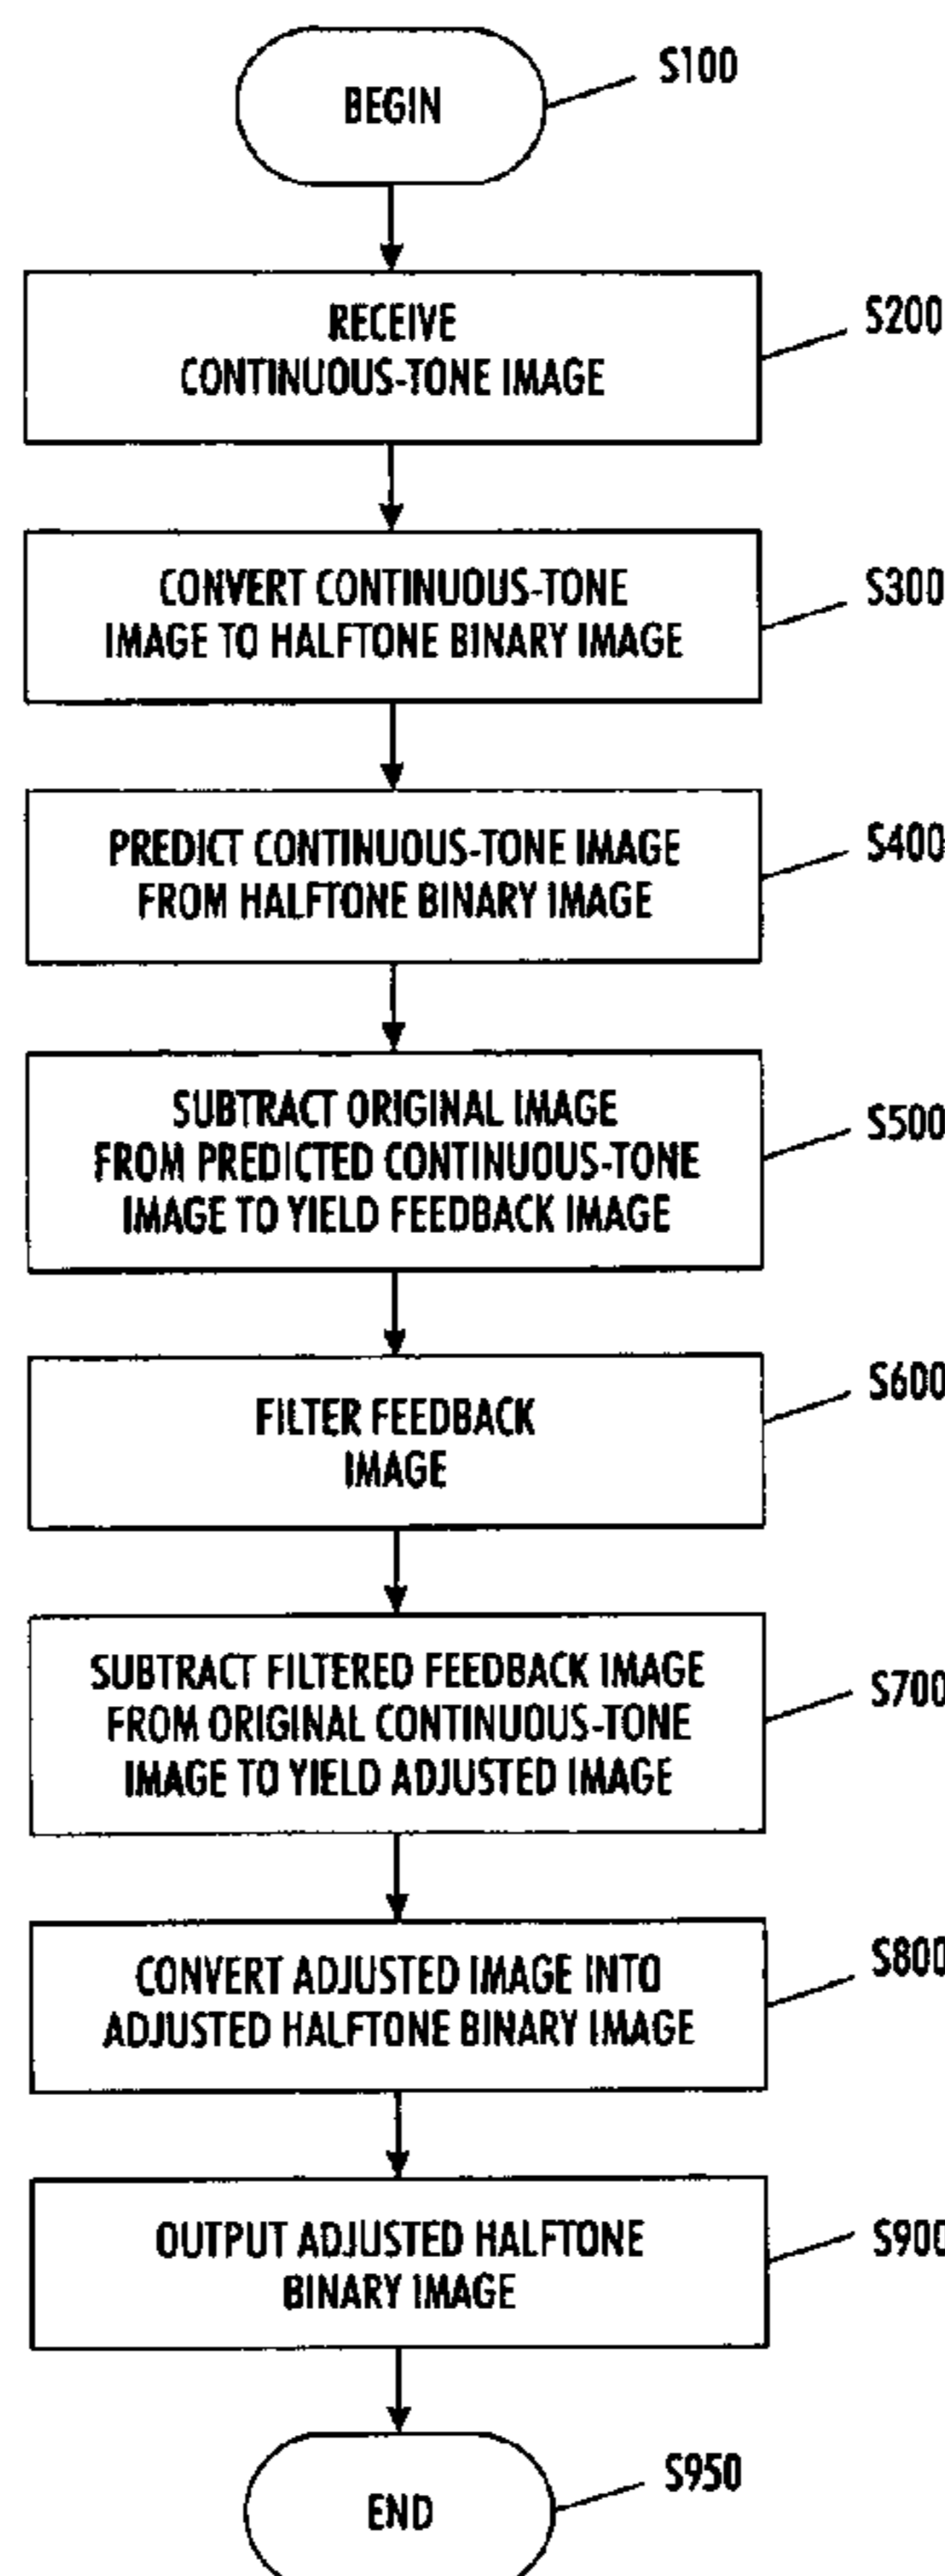 BEGIN
S100
RECEIVE
CONTINUOUS-TONE IMAGE
S200
CONVERT CONTINUOUS-TONE
IMAGE TO HALFTONE BINARY IMAGE
S300
PREDICT CONTINUOUS-TONE IMAGE
FROM HALFTONE BINARY IMAGE
S400
SUBTRACT ORIGINAL IMAGE
FROM PREDICTED CONTINUOUS-TONE
IMAGE TO YIELD FEEDBACK IMAGE
S500
FILTER FEEDBACK
IMAGE
S600
SUBTRACT FILTERED FEEDBACK IMAGE
FROM ORIGINAL CONTINUOUS-TONE
IMAGE TO YIELD ADJUSTED IMAGE
S700
CONVERT ADJUSTED IMAGE INTO
ADJUSTED HALFTONE BINARY IMAGE
S800
OUTPUT ADJUSTED HALFTONE
BINARY IMAGE
S900
END
S950